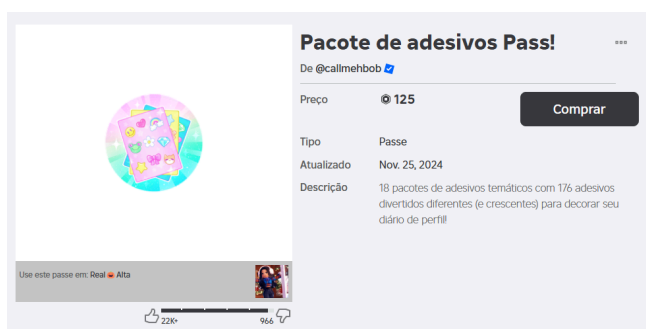 Pacote de adesivos Pass!
De @callmehbob
Preço
125
Comprar
Tipo
Passe
Atualizado
Nov. 25, 2024
Descrição
18 pacotes de adesivos temáticos com 176 adesivos
divertidos diferentes (e crescentes) para decorar seu
diário de perfil!
Use este passe em: Real 😡 Alta
22K+
966